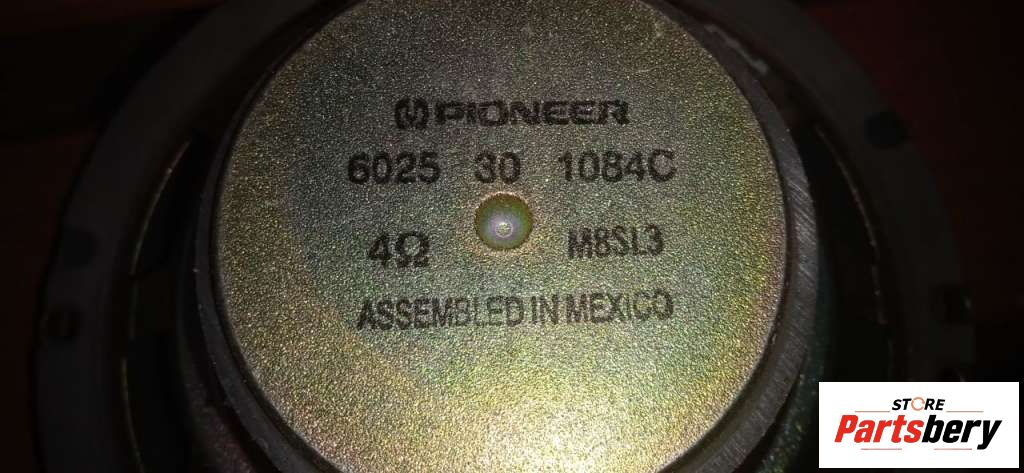 PIONEER
6025 30 1084C
4Ω M8SL3
ASSEMBLED IN MEXICO
STORE
Partsbery